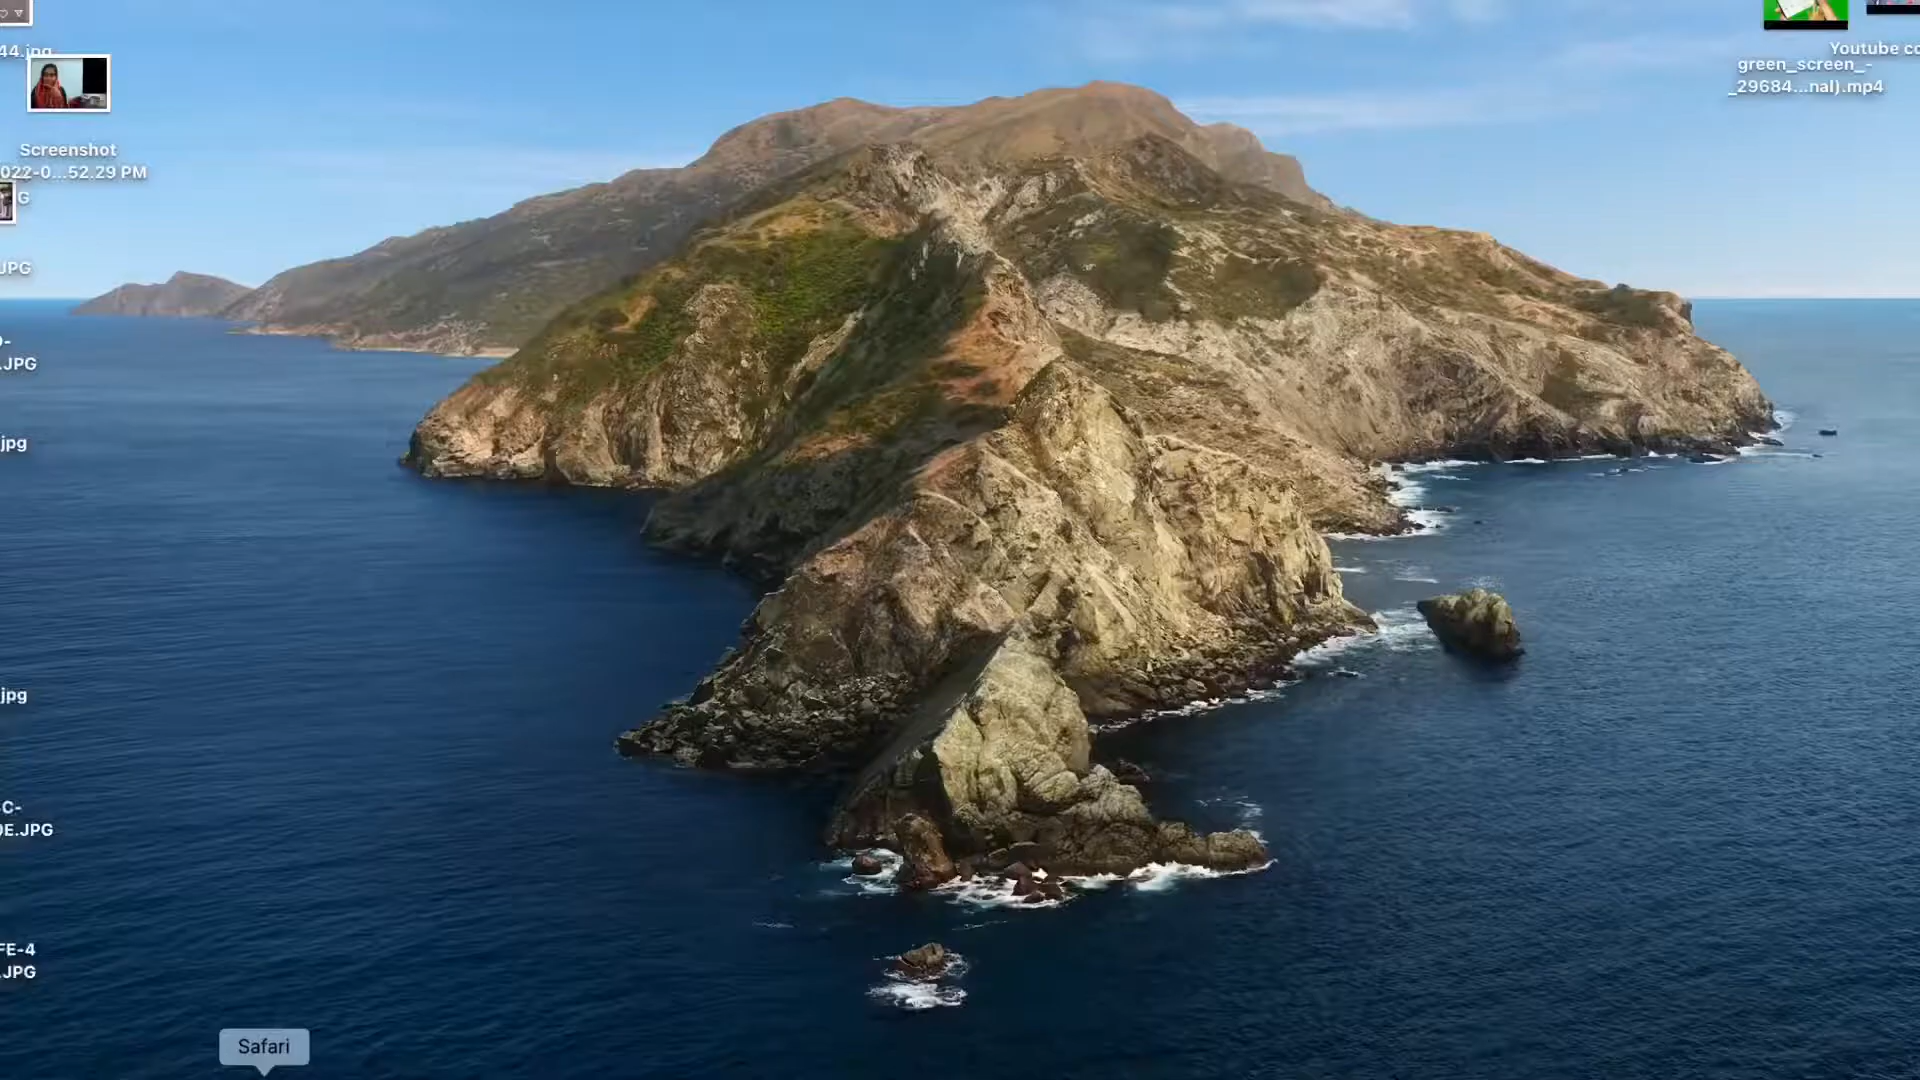 44.jpg
Screenshot
022-0...52.29 PM
G
JPG
.JPG
jpg
jpg
C-
0E.JPG
FE-4
.JPG
Youtube co
green_screen_-
_29684...nal).mp4
Safari